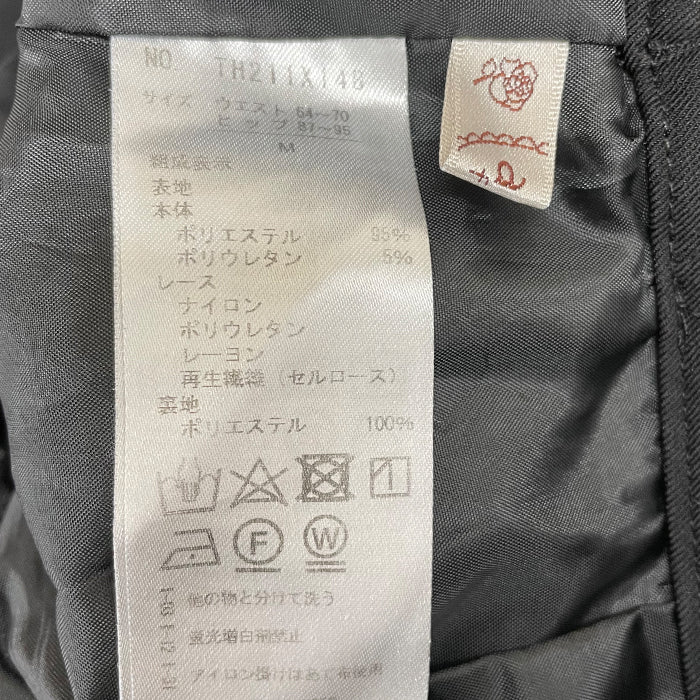 NO TH211X148
サイズ ウエスト 64～70
ヒップ 87～95
M
組成表示
表地
本体
ポリエステル 95%
ポリウレタン 5%
レース
ナイロン
ポリウレタン
レーヨン
再生繊維（セルロース）
裏地
ポリエステル 100%
F
W
他の物と分けて洗う
蛍光増白剤禁止
アイロン掛けはあて布使用